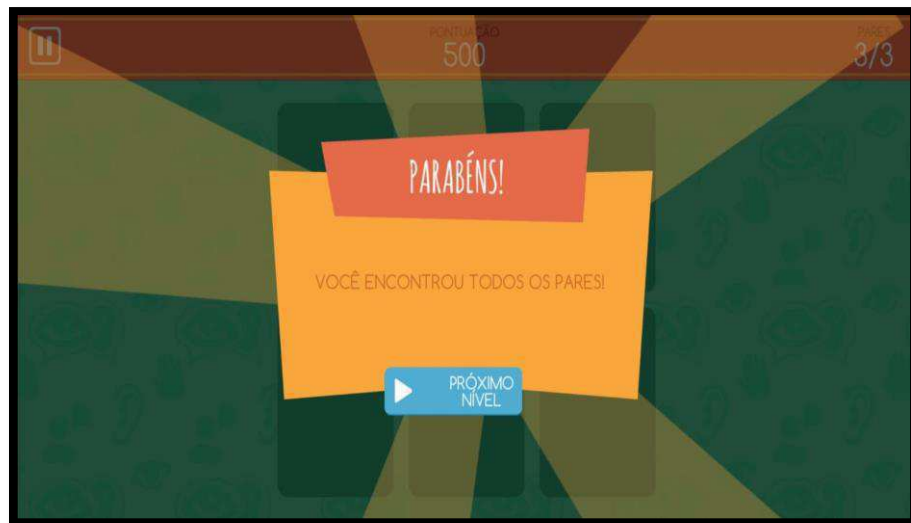 PONTUAÇÃO
500
PARES
3/3
PARABÉNS!
VOCÊ ENCONTROU TODOS OS PARES!
PRÓXIMO
NÍVEL